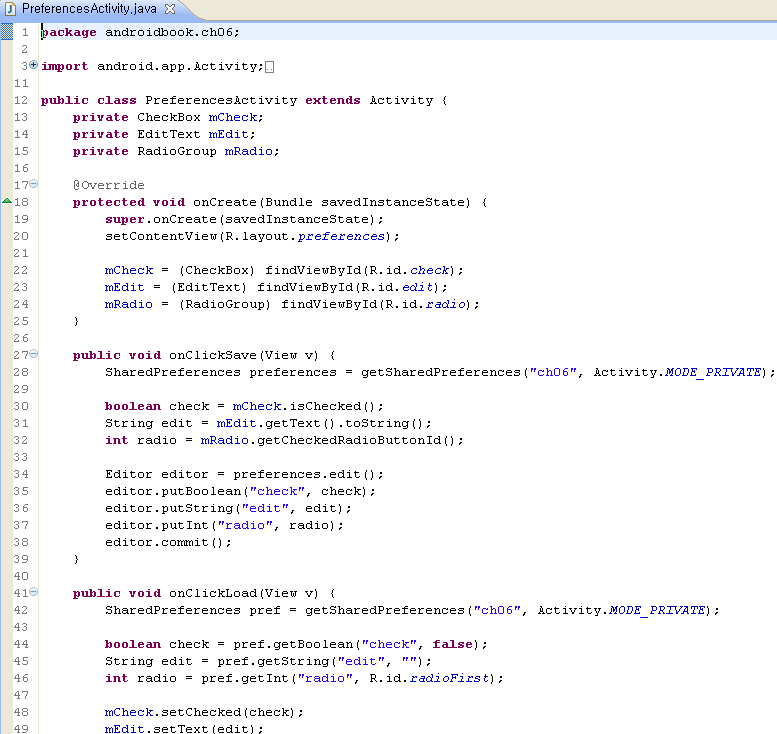 PreferencesActivity.java
1 package androidbook.ch06;
2
3 import android.app.Activity;
11
12 public class PreferencesActivity extends Activity {
13     private CheckBox mCheck;
14     private EditText mEdit;
15     private RadioGroup mRadio;
16
17     @Override
18     protected void onCreate(Bundle savedInstanceState) {
19         super.onCreate(savedInstanceState);
20         setContentView(R.layout.preferences);
21
22         mCheck = (CheckBox) findViewById(R.id.check);
23         mEdit = (EditText) findViewById(R.id.edit);
24         mRadio = (RadioGroup) findViewById(R.id.radio);
25     }
26
27     public void onClickSave(View v) {
28         SharedPreferences preferences = getSharedPreferences("ch06", Activity.MODE_PRIVATE);
29
30         boolean check = mCheck.isChecked();
31         String edit = mEdit.getText().toString();
32         int radio = mRadio.getCheckedRadioButtonId();
33
34         Editor editor = preferences.edit();
35         editor.putBoolean("check", check);
36         editor.putString("edit", edit);
37         editor.putInt("radio", radio);
38         editor.commit();
39     }
40
41     public void onClickLoad(View v) {
42         SharedPreferences pref = getSharedPreferences("ch06", Activity.MODE_PRIVATE);
43
44         boolean check = pref.getBoolean("check", false);
45         String edit = pref.getString("edit", "");
46         int radio = pref.getInt("radio", R.id.radioFirst);
47
48         mCheck.setChecked(check);
49         mEdit.setText(edit);